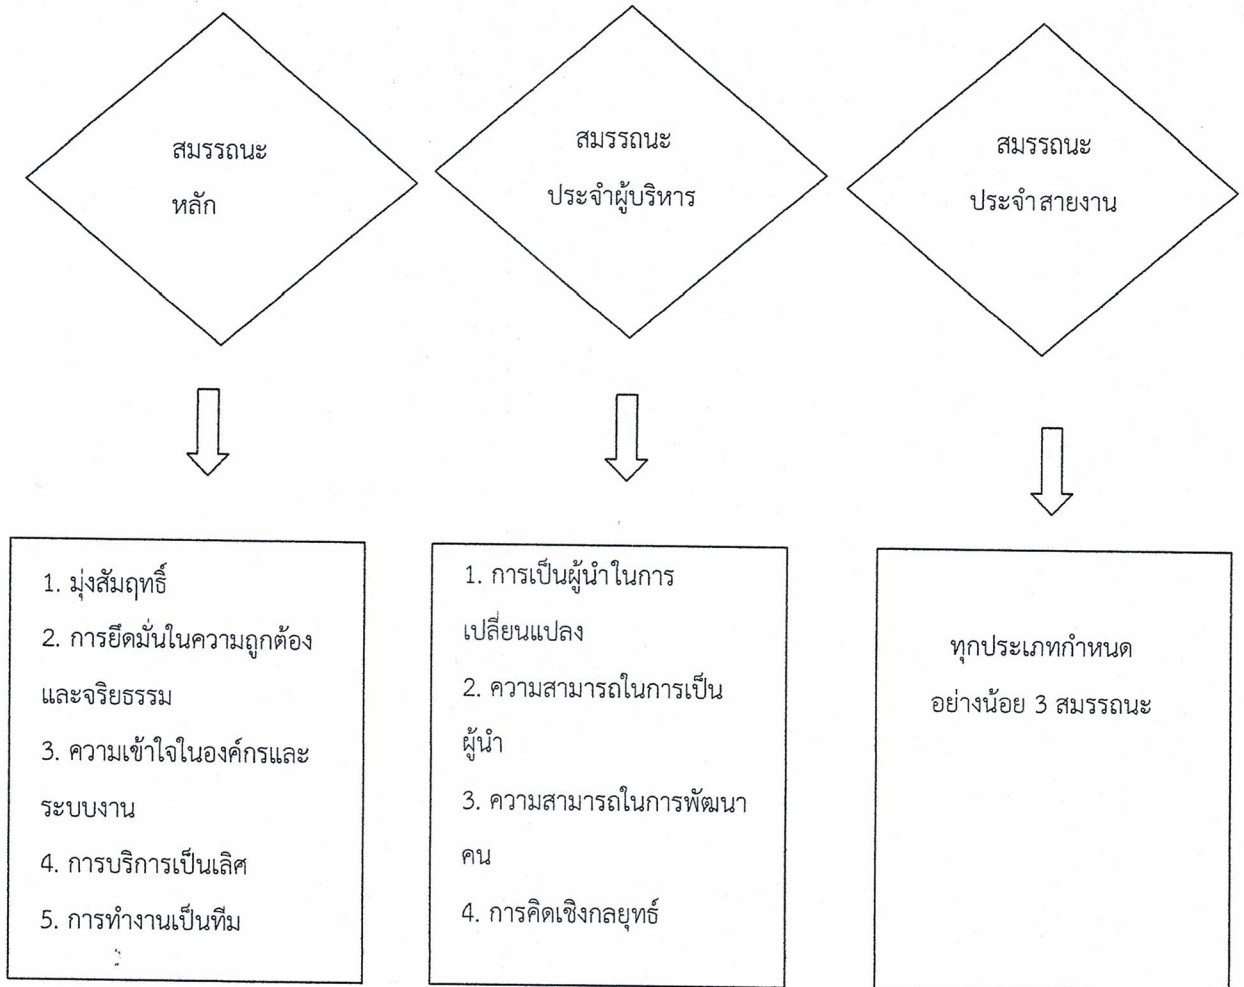 สมรรถนะ
หลัก
สมรรถนะ
ประจำผู้บริหาร
สมรรถนะ
ประจำสายงาน
1. มุ่งสัมฤทธิ์
2. การยึดมั่นในความถูกต้อง
และจริยธรรม
3. ความเข้าใจในองค์กรและ
ระบบงาน
4. การบริการเป็นเลิศ
5. การทำงานเป็นทีม
1. การเป็นผู้นำในการ
เปลี่ยนแปลง
2. ความสามารถในการเป็น
ผู้นำ
3. ความสามารถในการพัฒนา
คน
4. การคิดเชิงกลยุทธ์
ทุกประเภทกำหนด
อย่างน้อย 3 สมรรถนะ